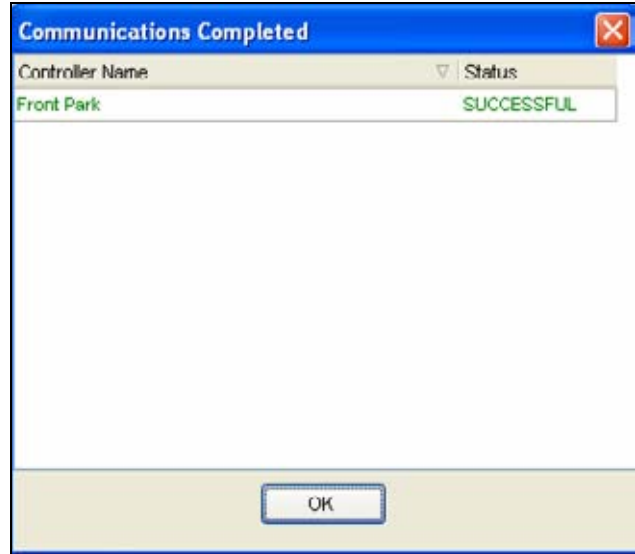 Communications Completed
Controller Name Status
Front Park SUCCESSFUL
OK